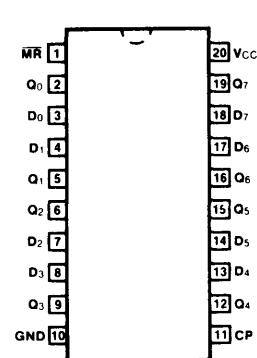 M̅R̅ 1 20 VCC
Q0 2 19 Q7
D0 3 18 D7
D1 4 17 D6
Q1 5 16 Q6
Q2 6 15 Q5
D2 7 14 D5
D3 8 13 D4
Q3 9 12 Q4
GND 10 11 CP